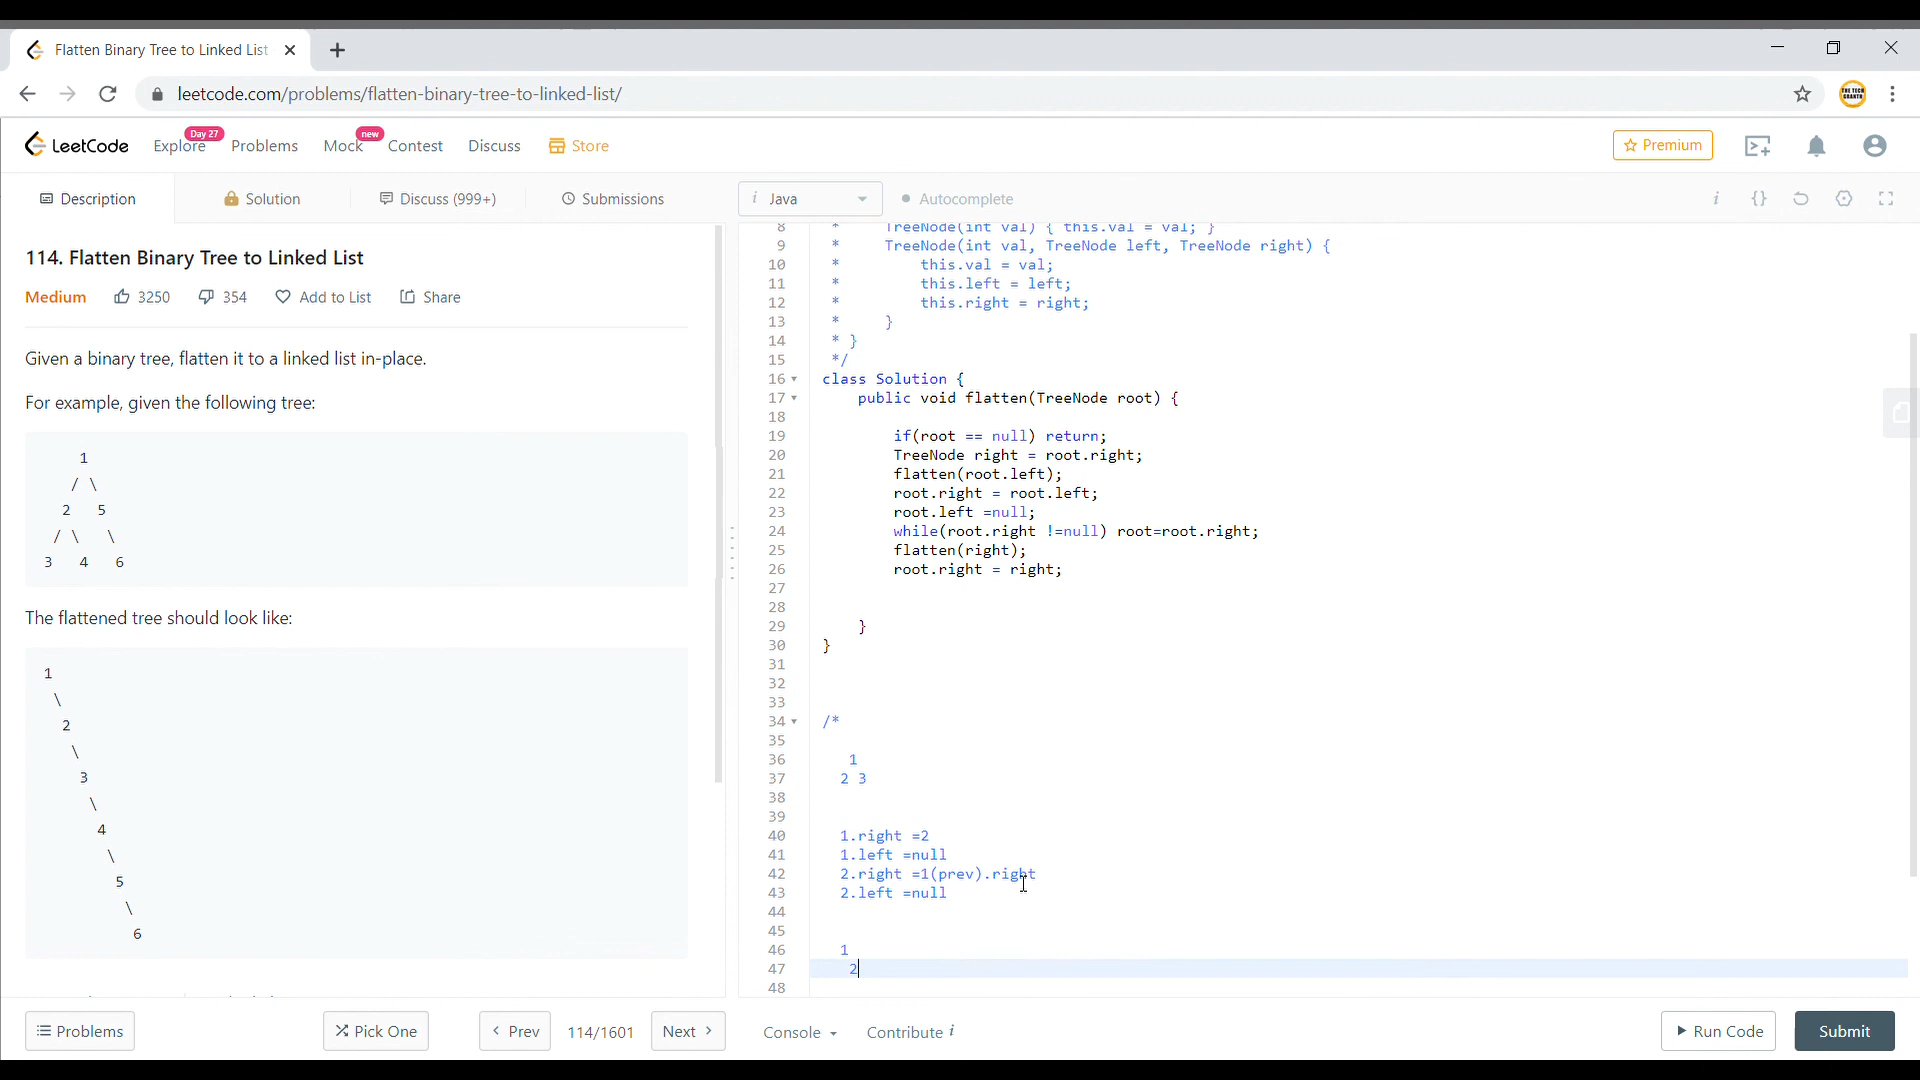 Flatten Binary Tree to Linked List
leetcode.com/problems/flatten-binary-tree-to-linked-list/
THE TECH GRANTH
LeetCode
Explore
Day 27
Problems
Mock
new
Contest
Discuss
Store
Premium
Description
Solution
Discuss (999+)
Submissions
i Java
Autocomplete
i {}
114. Flatten Binary Tree to Linked List
Medium 3250 354 Add to List Share
Given a binary tree, flatten it to a linked list in-place.
For example, given the following tree:
1
/ \
2 5
/ \ \
3 4 6
The flattened tree should look like:
1
\
2
\
3
\
4
\
5
\
6
8 * TreeNode(int val) { this.val = val; }
9 * TreeNode(int val, TreeNode left, TreeNode right) {
10 * this.val = val;
11 * this.left = left;
12 * this.right = right;
13 * }
14 * }
15 */
16 class Solution {
17 public void flatten(TreeNode root) {
18
19 if(root == null) return;
20 TreeNode right = root.right;
21 flatten(root.left);
22 root.right = root.left;
23 root.left =null;
24 while(root.right !=null) root=root.right;
25 flatten(right);
26 root.right = right;
27
28
29 }
30 }
31
32
33
34 /*
35
36 1
37 2 3
38
39
40 1.right =2
41 1.left =null
42 2.right =1(prev).right
43 2.left =null
44
45
46 1
47 2
48
Problems
Pick One
Prev
114/1601
Next
Console
Contribute i
Run Code
Submit